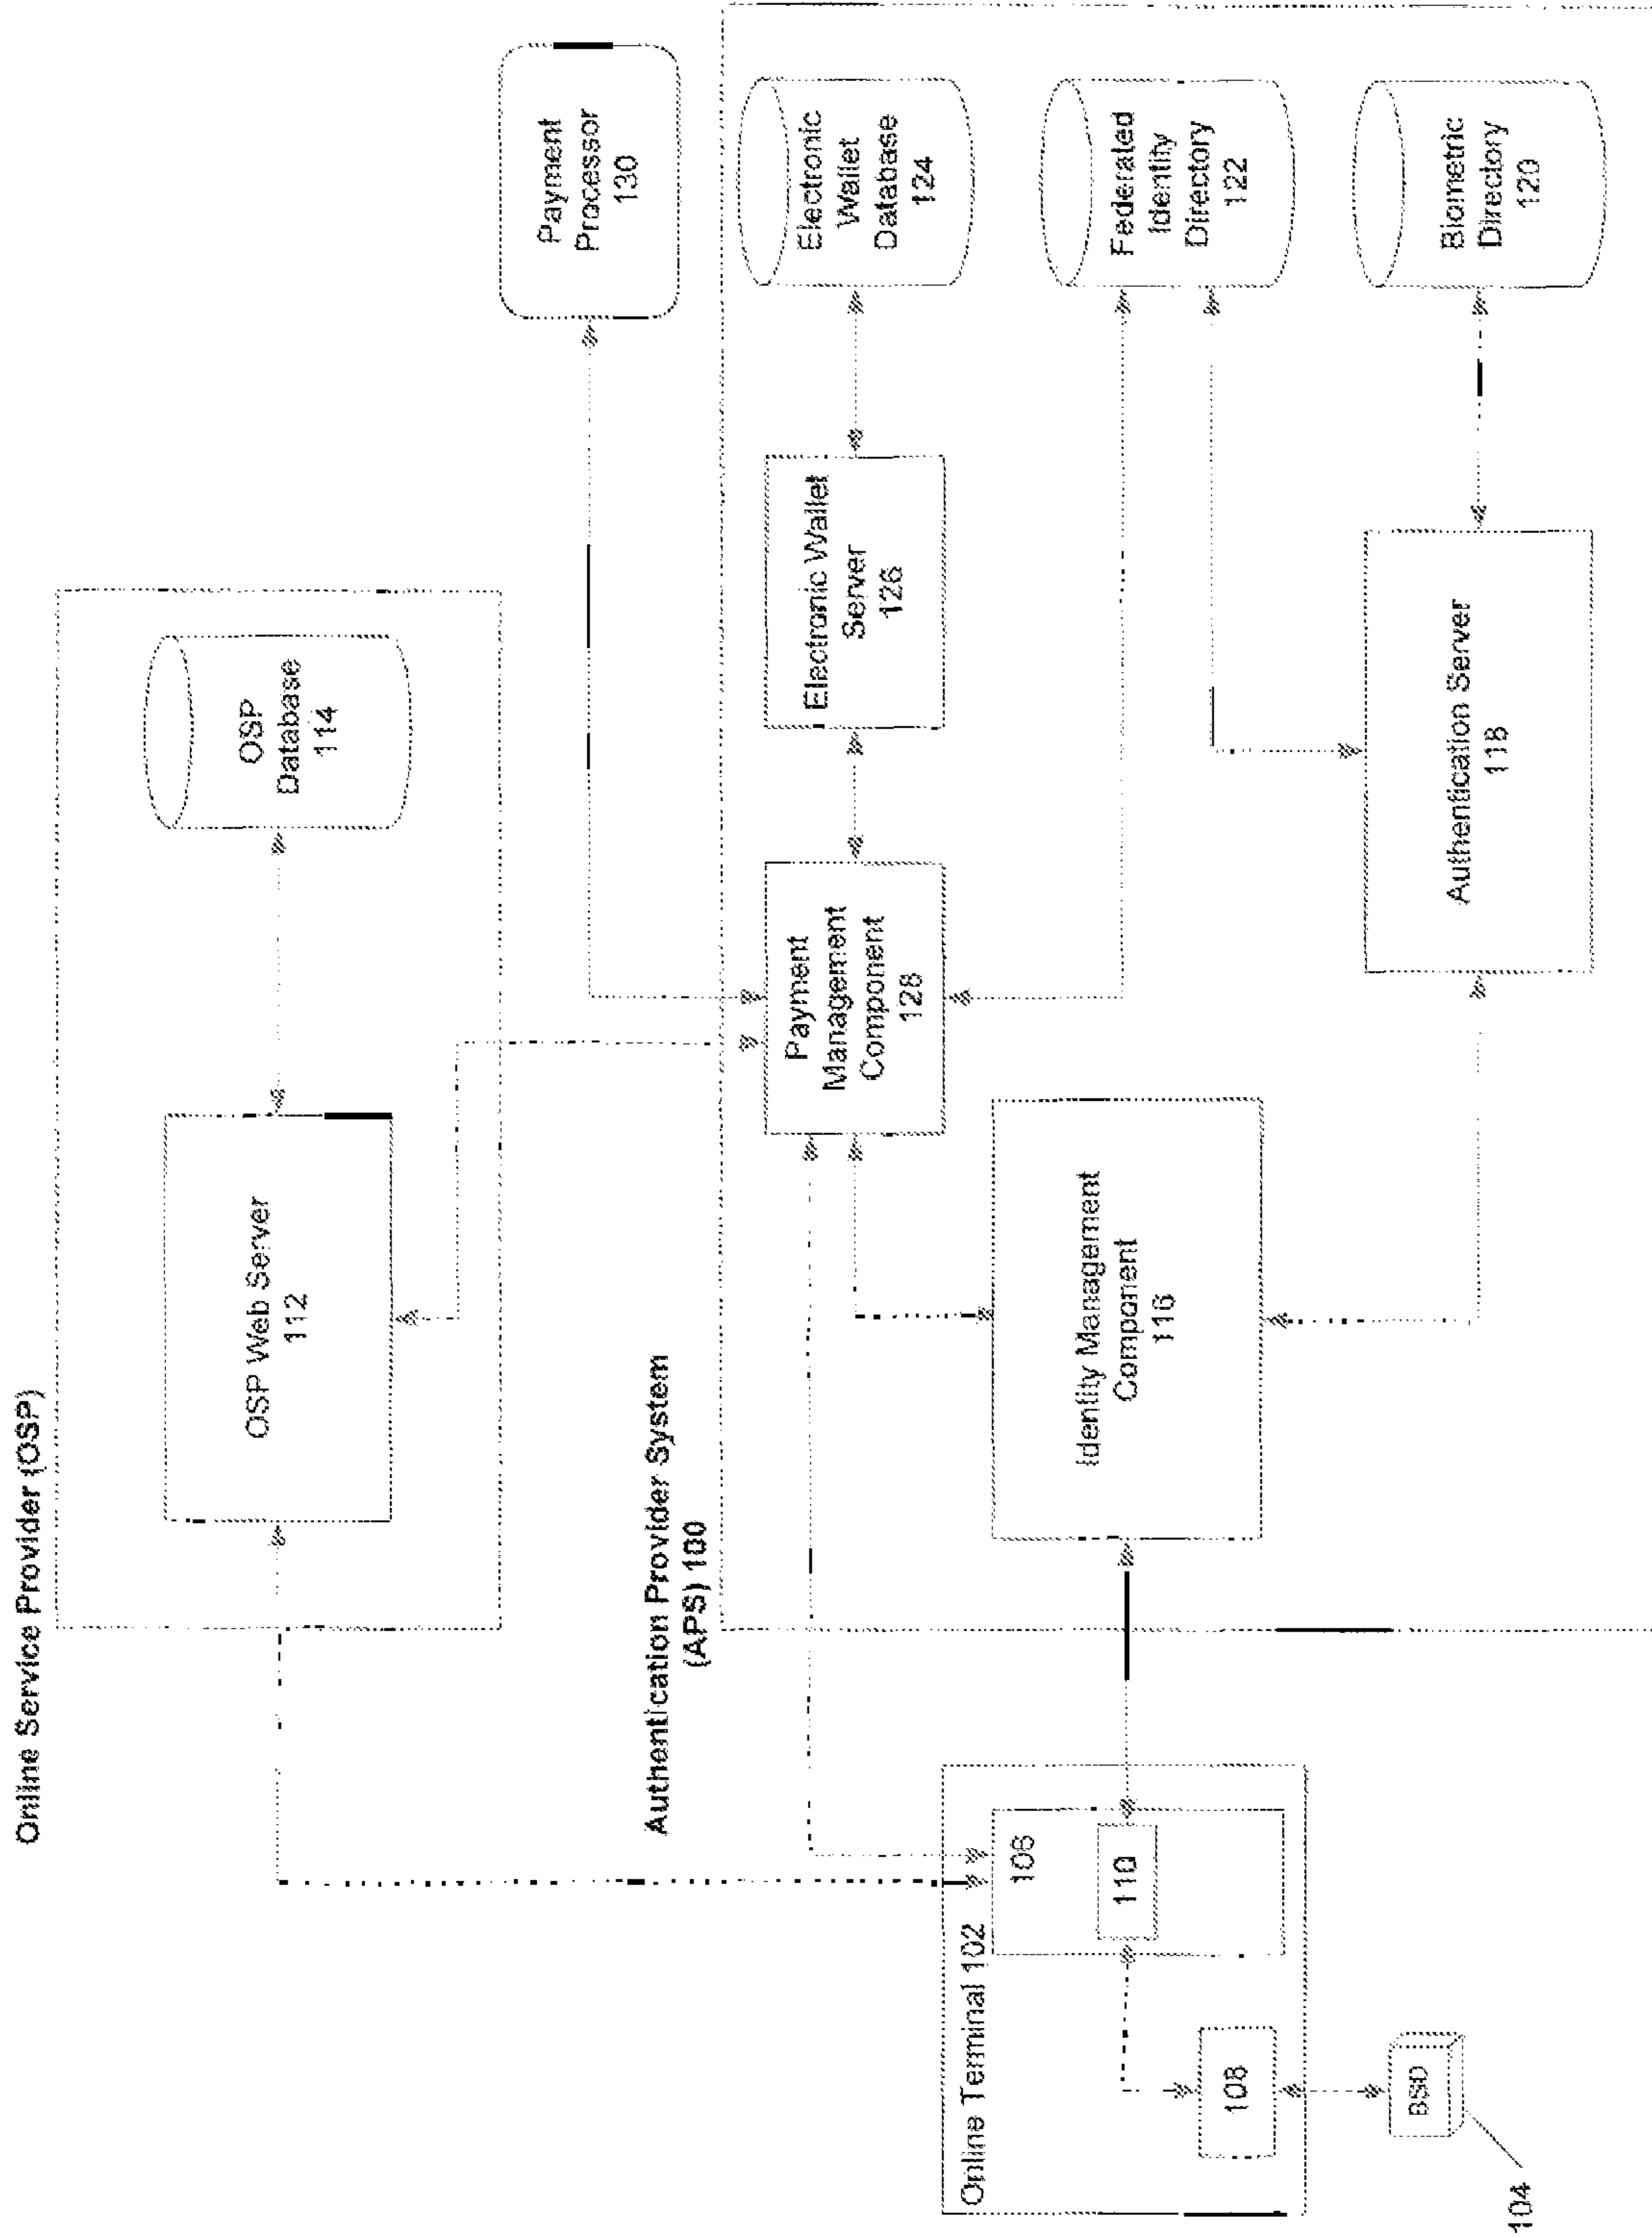 Online Service Provider (OSP)
OSP Web Server
112
OSP
Database
114
Payment
Processor
130
Authentication Provider System
(APS) 100
Payment
Management
Component
128
Electronic Wallet
Server
126
Electronic
Wallet
Database
124
Federated
Identity
Directory
122
Identity Management
Component
116
Authentication Server
118
Biometric
Directory
120
Online Terminal 102
106
110
108
BSD
104